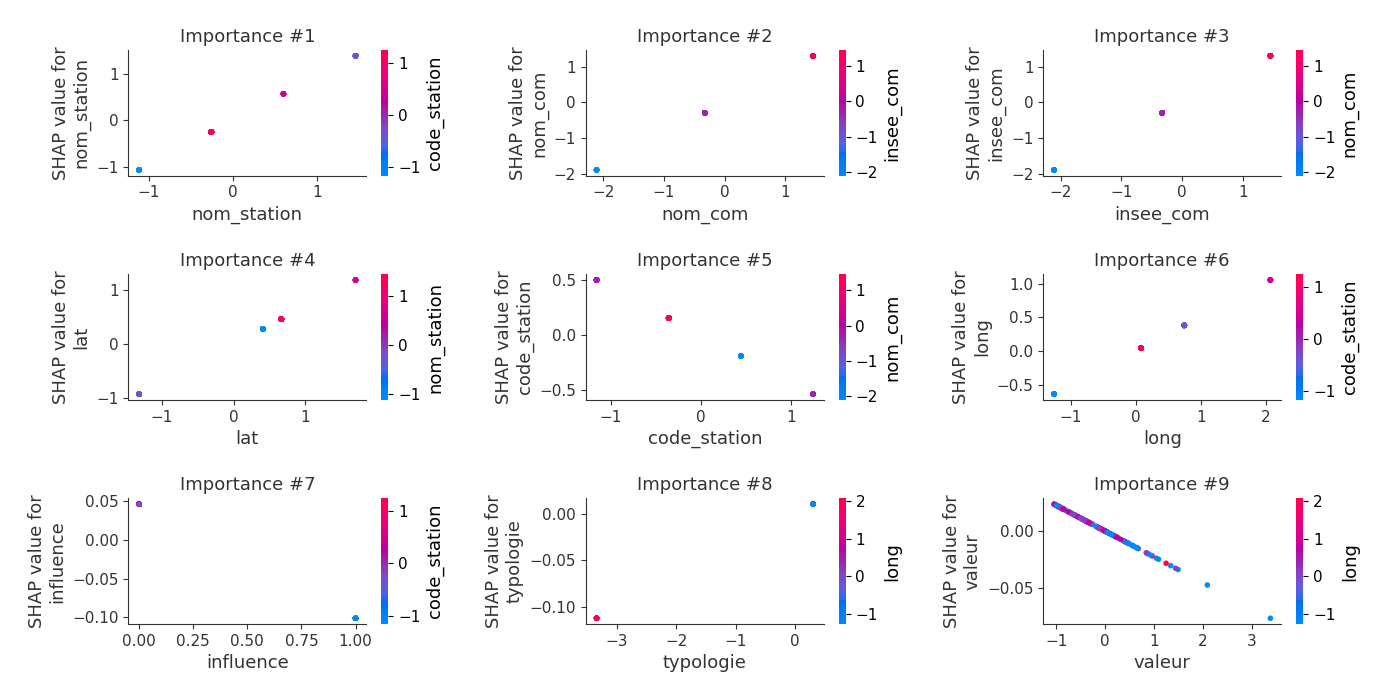 Importance #1
SHAP value for
nom_station
1
0
−1
−1
0
1
nom_station
1
0
−1
code_station
Importance #2
SHAP value for
nom_com
1
0
−1
−2
−2
−1
0
1
nom_com
1
0
−1
−2
insee_com
Importance #3
SHAP value for
insee_com
1
0
−1
−2
−2
−1
0
1
insee_com
1
0
−1
−2
nom_com
Importance #4
SHAP value for
lat
1
0
−1
−1
0
1
lat
1
0
−1
nom_station
Importance #5
SHAP value for
code_station
0.5
0.0
−0.5
−1
0
1
code_station
1
0
−1
−2
nom_com
Importance #6
SHAP value for
long
1.0
0.5
0.0
−0.5
−1
0
1
2
long
1
0
−1
code_station
Importance #7
SHAP value for
influence
0.05
0.00
−0.05
−0.10
0.00
0.25
0.50
0.75
1.00
influence
1
0
−1
code_station
Importance #8
SHAP value for
typologie
0.00
−0.05
−0.10
−3
−2
−1
0
typologie
2
1
0
−1
long
Importance #9
SHAP value for
valeur
0.00
−0.05
−1
0
1
2
3
valeur
2
1
0
−1
long